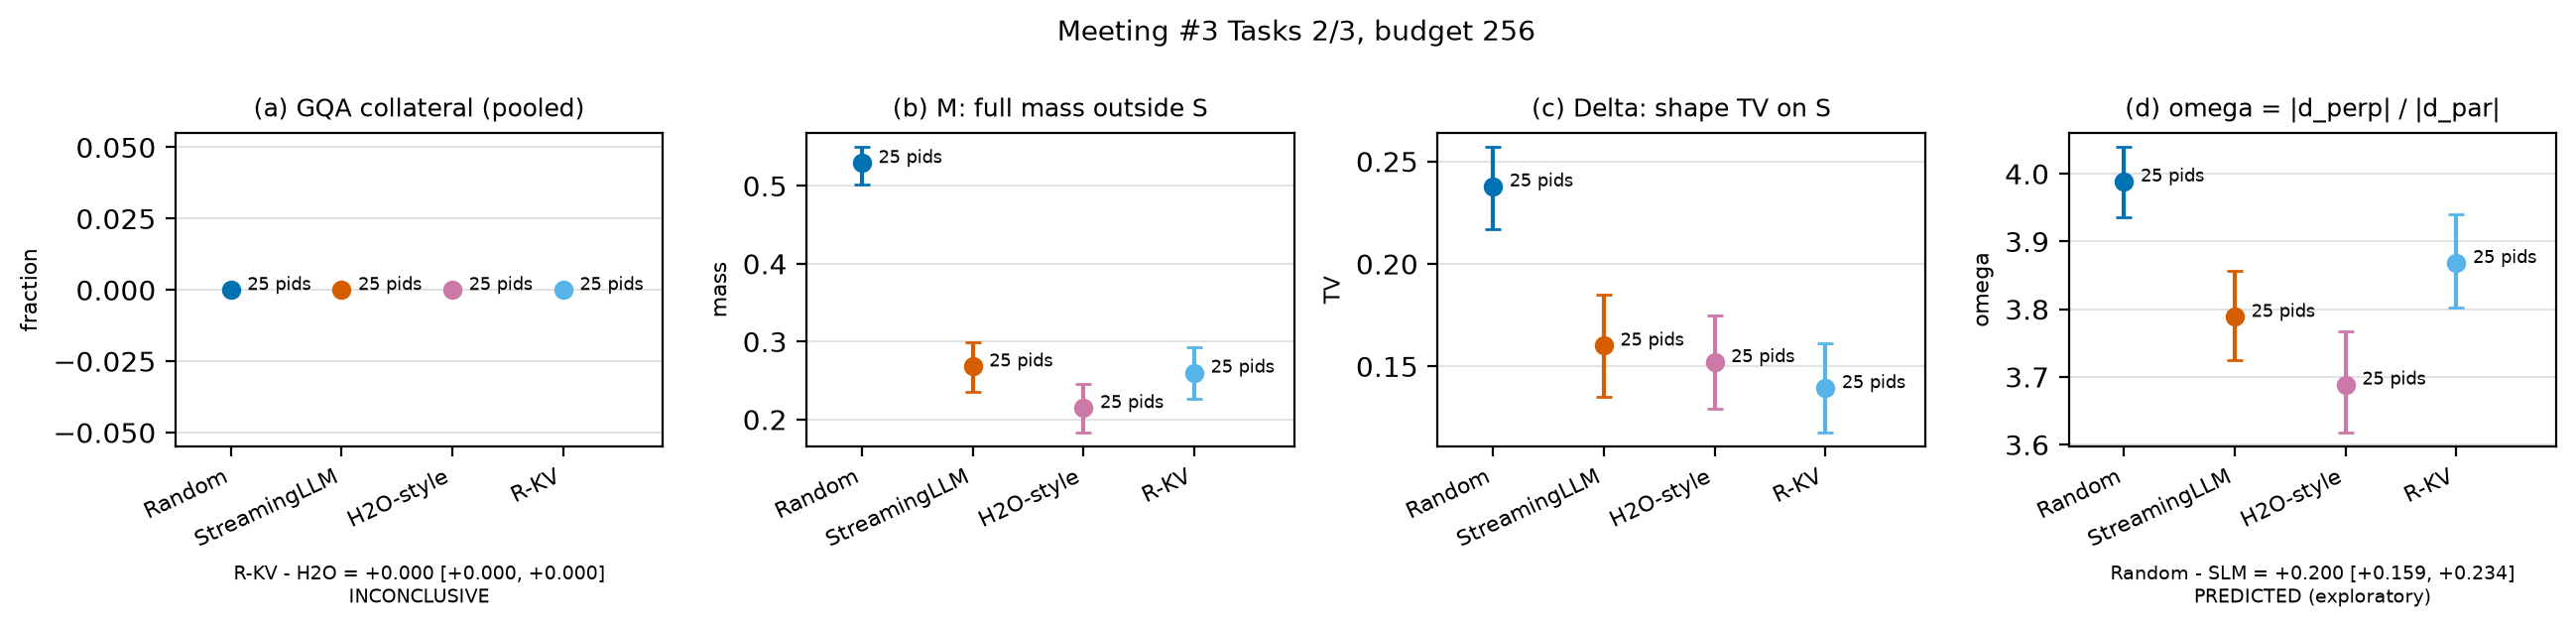 Meeting #3 Tasks 2/3, budget 256
(a) GQA collateral (pooled)
fraction
0.050
0.025
0.000
−0.025
−0.050
25 pids
25 pids
25 pids
25 pids
Random
StreamingLLM
H2O-style
R-KV
R-KV - H2O = +0.000 [+0.000, +0.000]
INCONCLUSIVE
(b) M: full mass outside S
mass
0.5
0.4
0.3
0.2
25 pids
25 pids
25 pids
25 pids
Random
StreamingLLM
H2O-style
R-KV
(c) Delta: shape TV on S
TV
0.25
0.20
0.15
25 pids
25 pids
25 pids
25 pids
Random
StreamingLLM
H2O-style
R-KV
(d) omega = |d_perp| / |d_par|
omega
4.0
3.9
3.8
3.7
3.6
25 pids
25 pids
25 pids
25 pids
Random
StreamingLLM
H2O-style
R-KV
Random - SLM = +0.200 [+0.159, +0.234]
PREDICTED (exploratory)